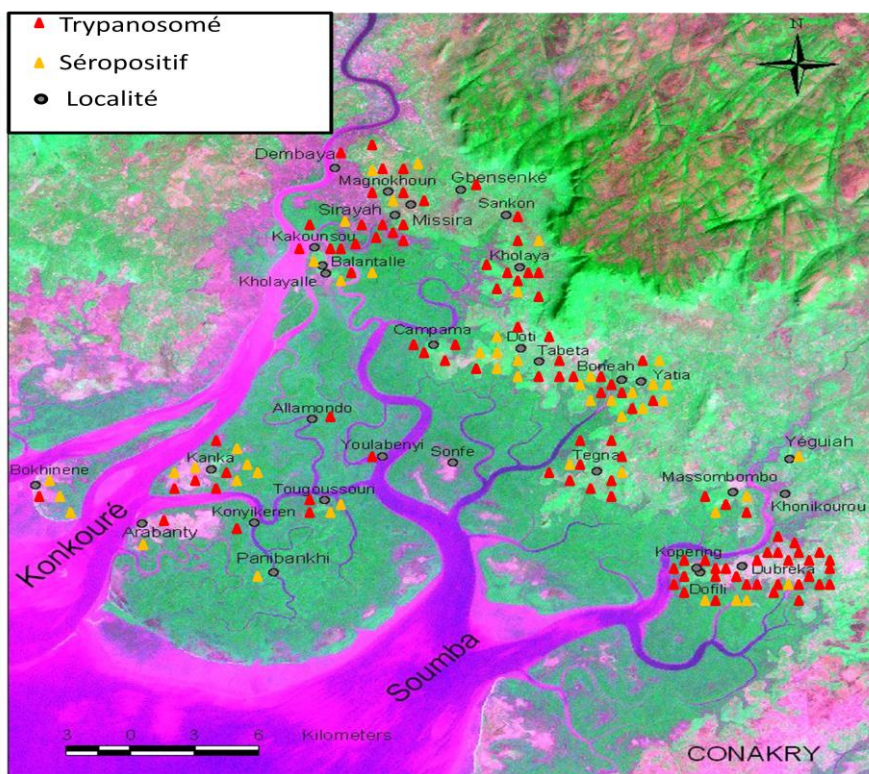 Trypanosomé
Séropositif
Localité
N
Dembaya
Magnokhoun
Gbensenké
Sirayah
Missira
Sankon
Kakounsou
Balantalle
Kholaya
Kholayalle
Campama
Doti
Tabeta
Boneah
Yatia
Allamondo
Kanka
Youlabenyi
Sonfe
Tegna
Yéguiah
Bokhinene
Massombombo
Tougoussoun
Khonikourou
Konyikeren
Arabanty
Konkouré
Panibankhi
Kopering
Dubreka
Dofili
Soumba
3 0 3 6 Kilometers
CONAKRY